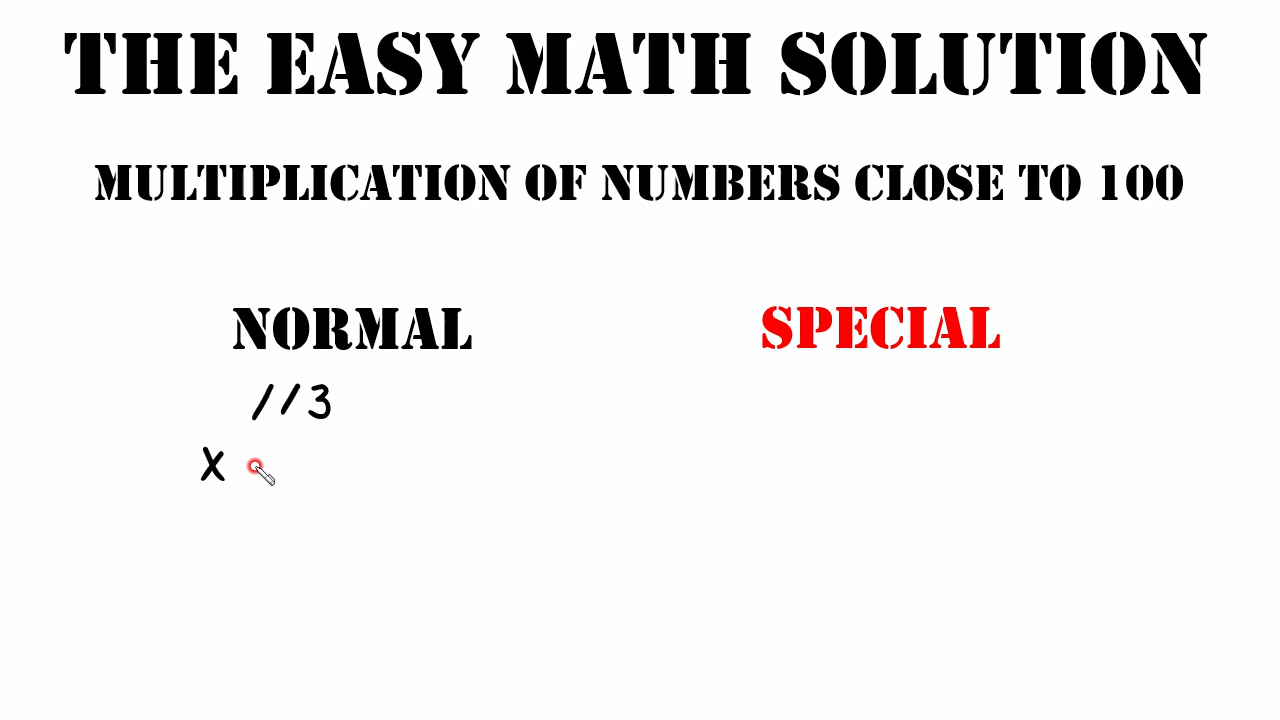 THE EASY MATH SOLUTION
MULTIPLICATION OF NUMBERS CLOSE TO 100
NORMAL SPECIAL
113
X